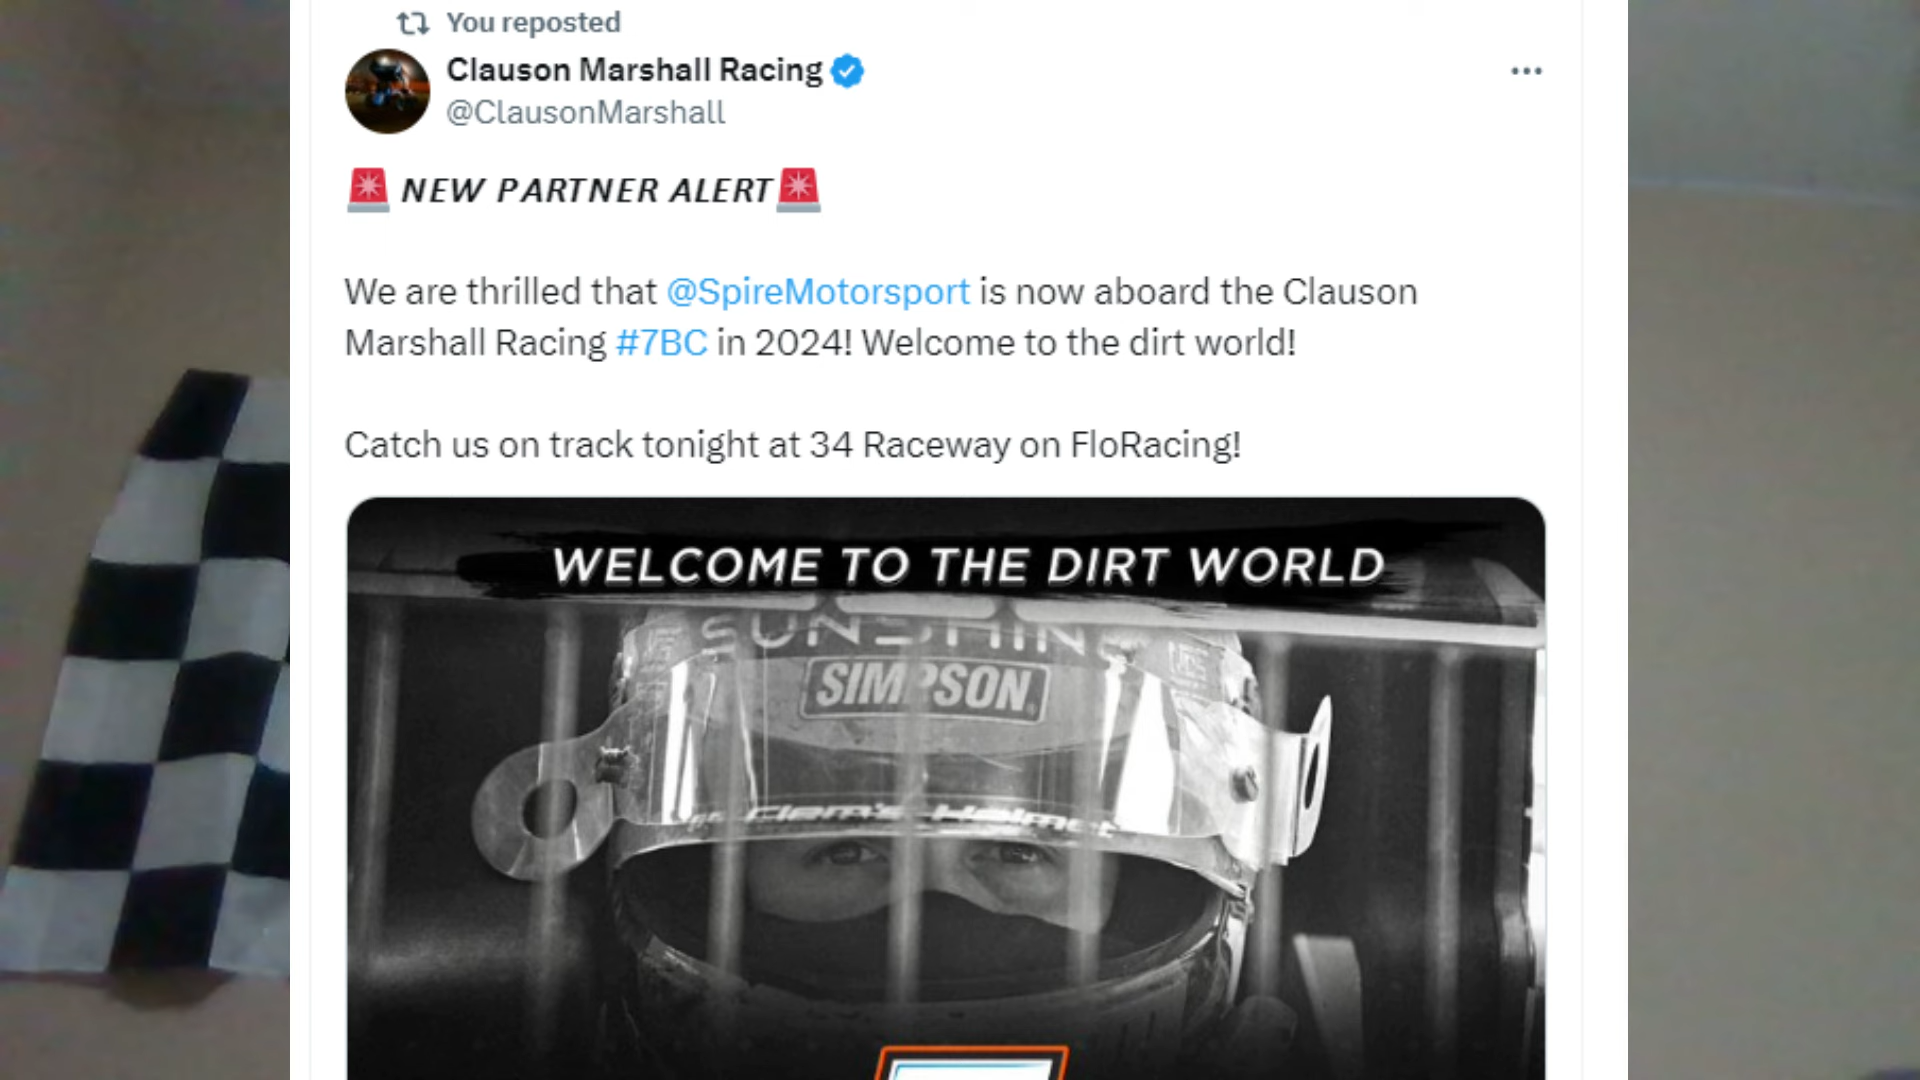 You reposted
Clauson Marshall Racing
@ClausonMarshall
🚨 NEW PARTNER ALERT🚨
We are thrilled that @SpireMotorsport is now aboard the Clauson
Marshall Racing #7BC in 2024! Welcome to the dirt world!
Catch us on track tonight at 34 Raceway on FloRacing!
WELCOME TO THE DIRT WORLD
SIMPSON
Helmet